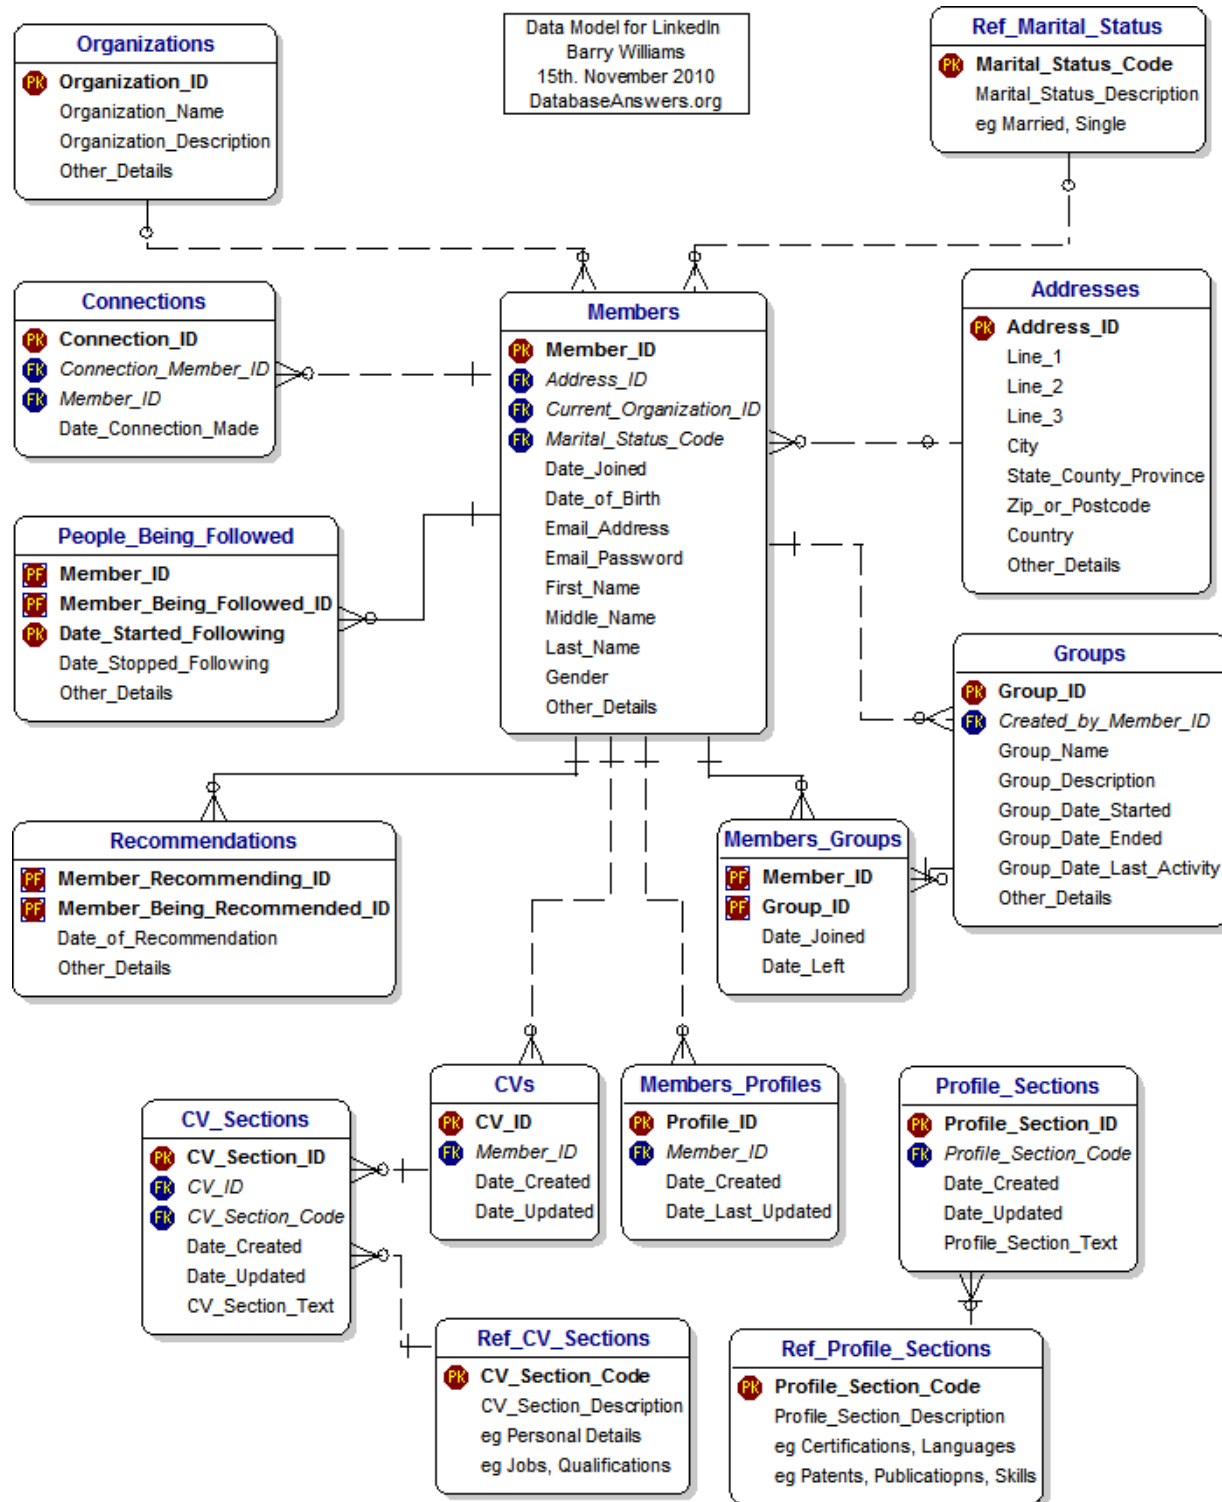 Organizations
PK Organization_ID
Organization_Name
Organization_Description
Other_Details
Data Model for LinkedIn
Barry Williams
15th. November 2010
DatabaseAnswers.org
Ref_Marital_Status
PK Marital_Status_Code
Marital_Status_Description
eg Married, Single
Connections
PK Connection_ID
FK Connection_Member_ID
FK Member_ID
Date_Connection_Made
Members
PK Member_ID
FK Address_ID
FK Current_Organization_ID
FK Marital_Status_Code
Date_Joined
Date_of_Birth
Email_Address
Email_Password
First_Name
Middle_Name
Last_Name
Gender
Other_Details
Addresses
PK Address_ID
Line_1
Line_2
Line_3
City
State_County_Province
Zip_or_Postcode
Country
Other_Details
People_Being_Followed
PF Member_ID
PF Member_Being_Followed_ID
PK Date_Started_Following
Date_Stopped_Following
Other_Details
Groups
PK Group_ID
FK Created_by_Member_ID
Group_Name
Group_Description
Group_Date_Started
Group_Date_Ended
Group_Date_Last_Activity
Other_Details
Recommendations
PF Member_Recommending_ID
PF Member_Being_Recommended_ID
Date_of_Recommendation
Other_Details
Members_Groups
PF Member_ID
PF Group_ID
Date_Joined
Date_Left
CV_Sections
PK CV_Section_ID
FK CV_ID
FK CV_Section_Code
Date_Created
Date_Updated
CV_Section_Text
CVs
PK CV_ID
FK Member_ID
Date_Created
Date_Updated
Members_Profiles
PK Profile_ID
FK Member_ID
Date_Created
Date_Last_Updated
Profile_Sections
PK Profile_Section_ID
FK Profile_Section_Code
Date_Created
Date_Updated
Profile_Section_Text
Ref_CV_Sections
PK CV_Section_Code
CV_Section_Description
eg Personal Details
eg Jobs, Qualifications
Ref_Profile_Sections
PK Profile_Section_Code
Profile_Section_Description
eg Certifications, Languages
eg Patents, Publicatiopns, Skills